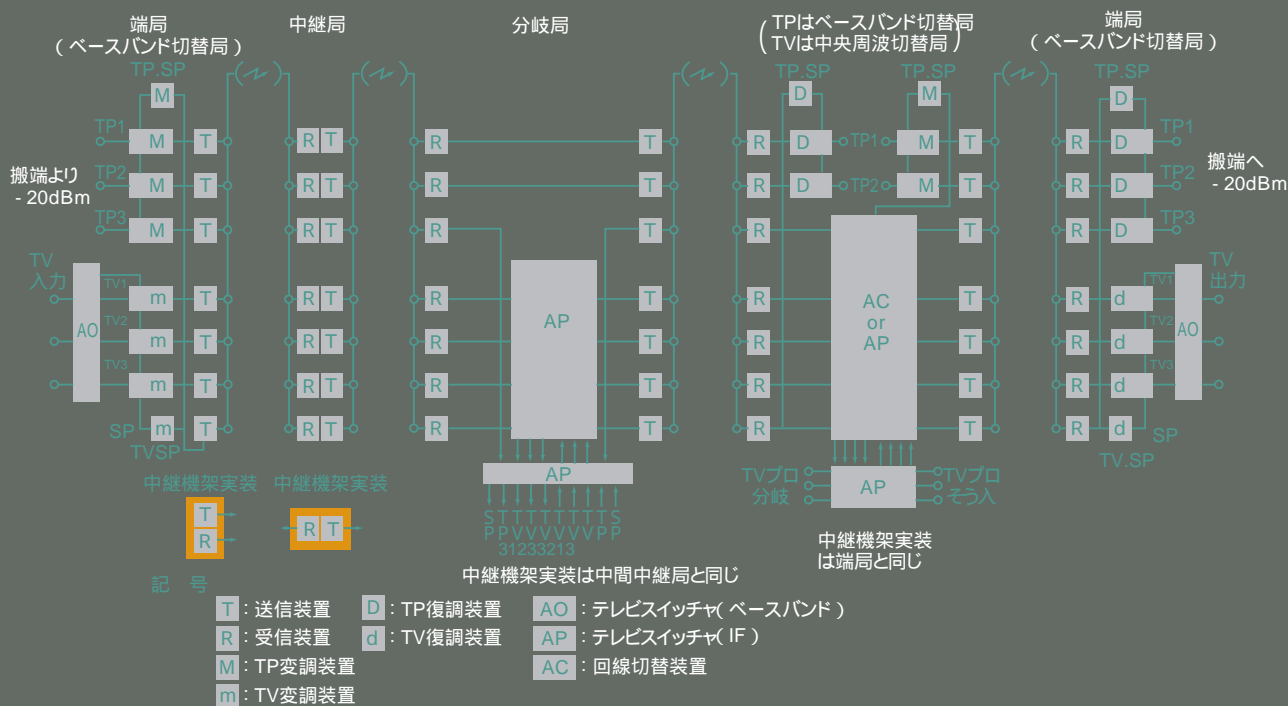 端局
(ベースバンド切替局)
中継局
分岐局
(TPはベースバンド切替局
TVは中央周波切替局)
端局
(ベースバンド切替局)
TP.SP
TP.SP
TP.SP
TP.SP
M
D
M
D
TP1
M
T
R T
R
T
R
D
TP1
M
T
R
D
TP1
搬端より
- 20dBm
TP2
M
T
R T
R
T
R
D
TP2
M
T
R
D
TP2
搬端へ
- 20dBm
TP3
M
T
R T
R
T
R
T
R
D
TP3
TV
入力
TV
出力
AO
TV1
m
T
R T
R
T
R
T
R
d
TV1
AO
TV2
m
T
R T
R
AP
T
R
AC
or
AP
T
R
d
TV2
TV3
m
T
R T
R
T
R
T
R
d
TV3
SP
m
T
R T
R
T
R
T
R
d
SP
TVSP
TV.SP
AP
TVプロ
分岐
AP
TVプロ
そう入
中継機架実装
中継機架実装
T
R
R T
S T T T T T T T T S
P P V V V V V V P P
31233213
中継機架実装は中間中継局と同じ
中継機架実装
は端局と同じ
記 号
T : 送信装置
D : TP復調装置
AO : テレビスイッチャ(ベースバンド)
R : 受信装置
d : TV復調装置
AP : テレビスイッチャ(IF)
M : TP変調装置
AC : 回線切替装置
m : TV変調装置